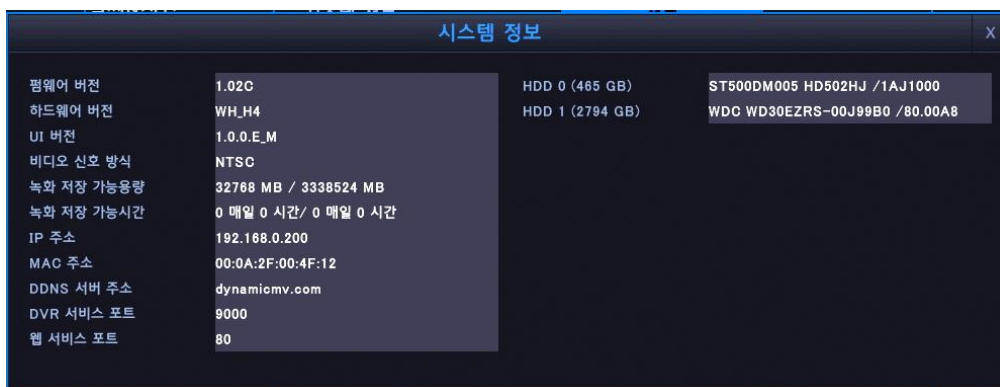 시스템 정보
X
펌웨어 버전 1.02C
하드웨어 버전 WH_H4
UI 버전 1.0.0.E_M
비디오 신호 방식 NTSC
녹화 저장 가능용량 32768 MB / 3338524 MB
녹화 저장 가능시간 0 매일 0 시간/ 0 매일 0 시간
IP 주소 192.168.0.200
MAC 주소 00:0A:2F:00:4F:12
DDNS 서버 주소 dynamicmv.com
DVR 서비스 포트 9000
웹 서비스 포트 80
HDD 0 (465 GB) ST500DM005 HD502HJ /1AJ1000
HDD 1 (2794 GB) WDC WD30EZRS-00J99B0 /80.00A8